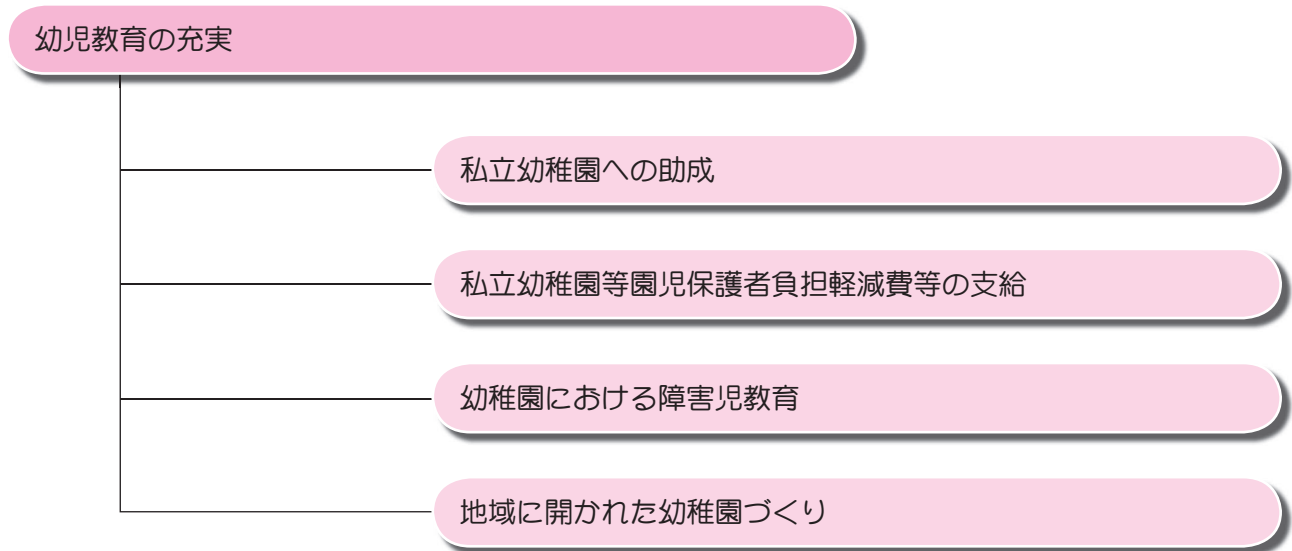 幼児教育の充実
私立幼稚園への助成
私立幼稚園等園児保護者負担軽減費等の支給
幼稚園における障害児教育
地域に開かれた幼稚園づくり